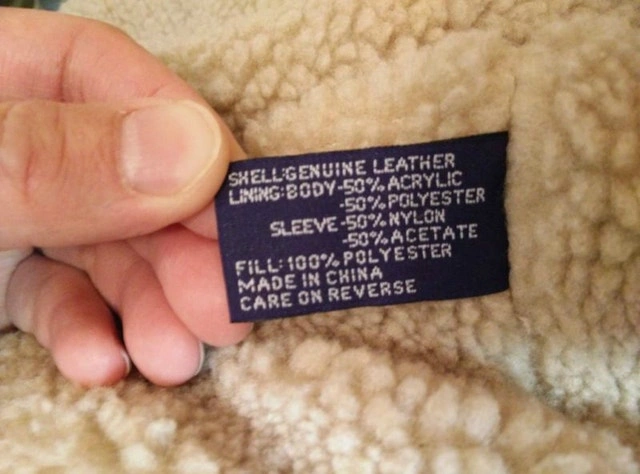 SHELL:GENUINE LEATHER
LINING:BODY-50% ACRYLIC
-50% POLYESTER
SLEEVE-50% NYLON
-50% ACETATE
FILL:100% POLYESTER
MADE IN CHINA
CARE ON REVERSE